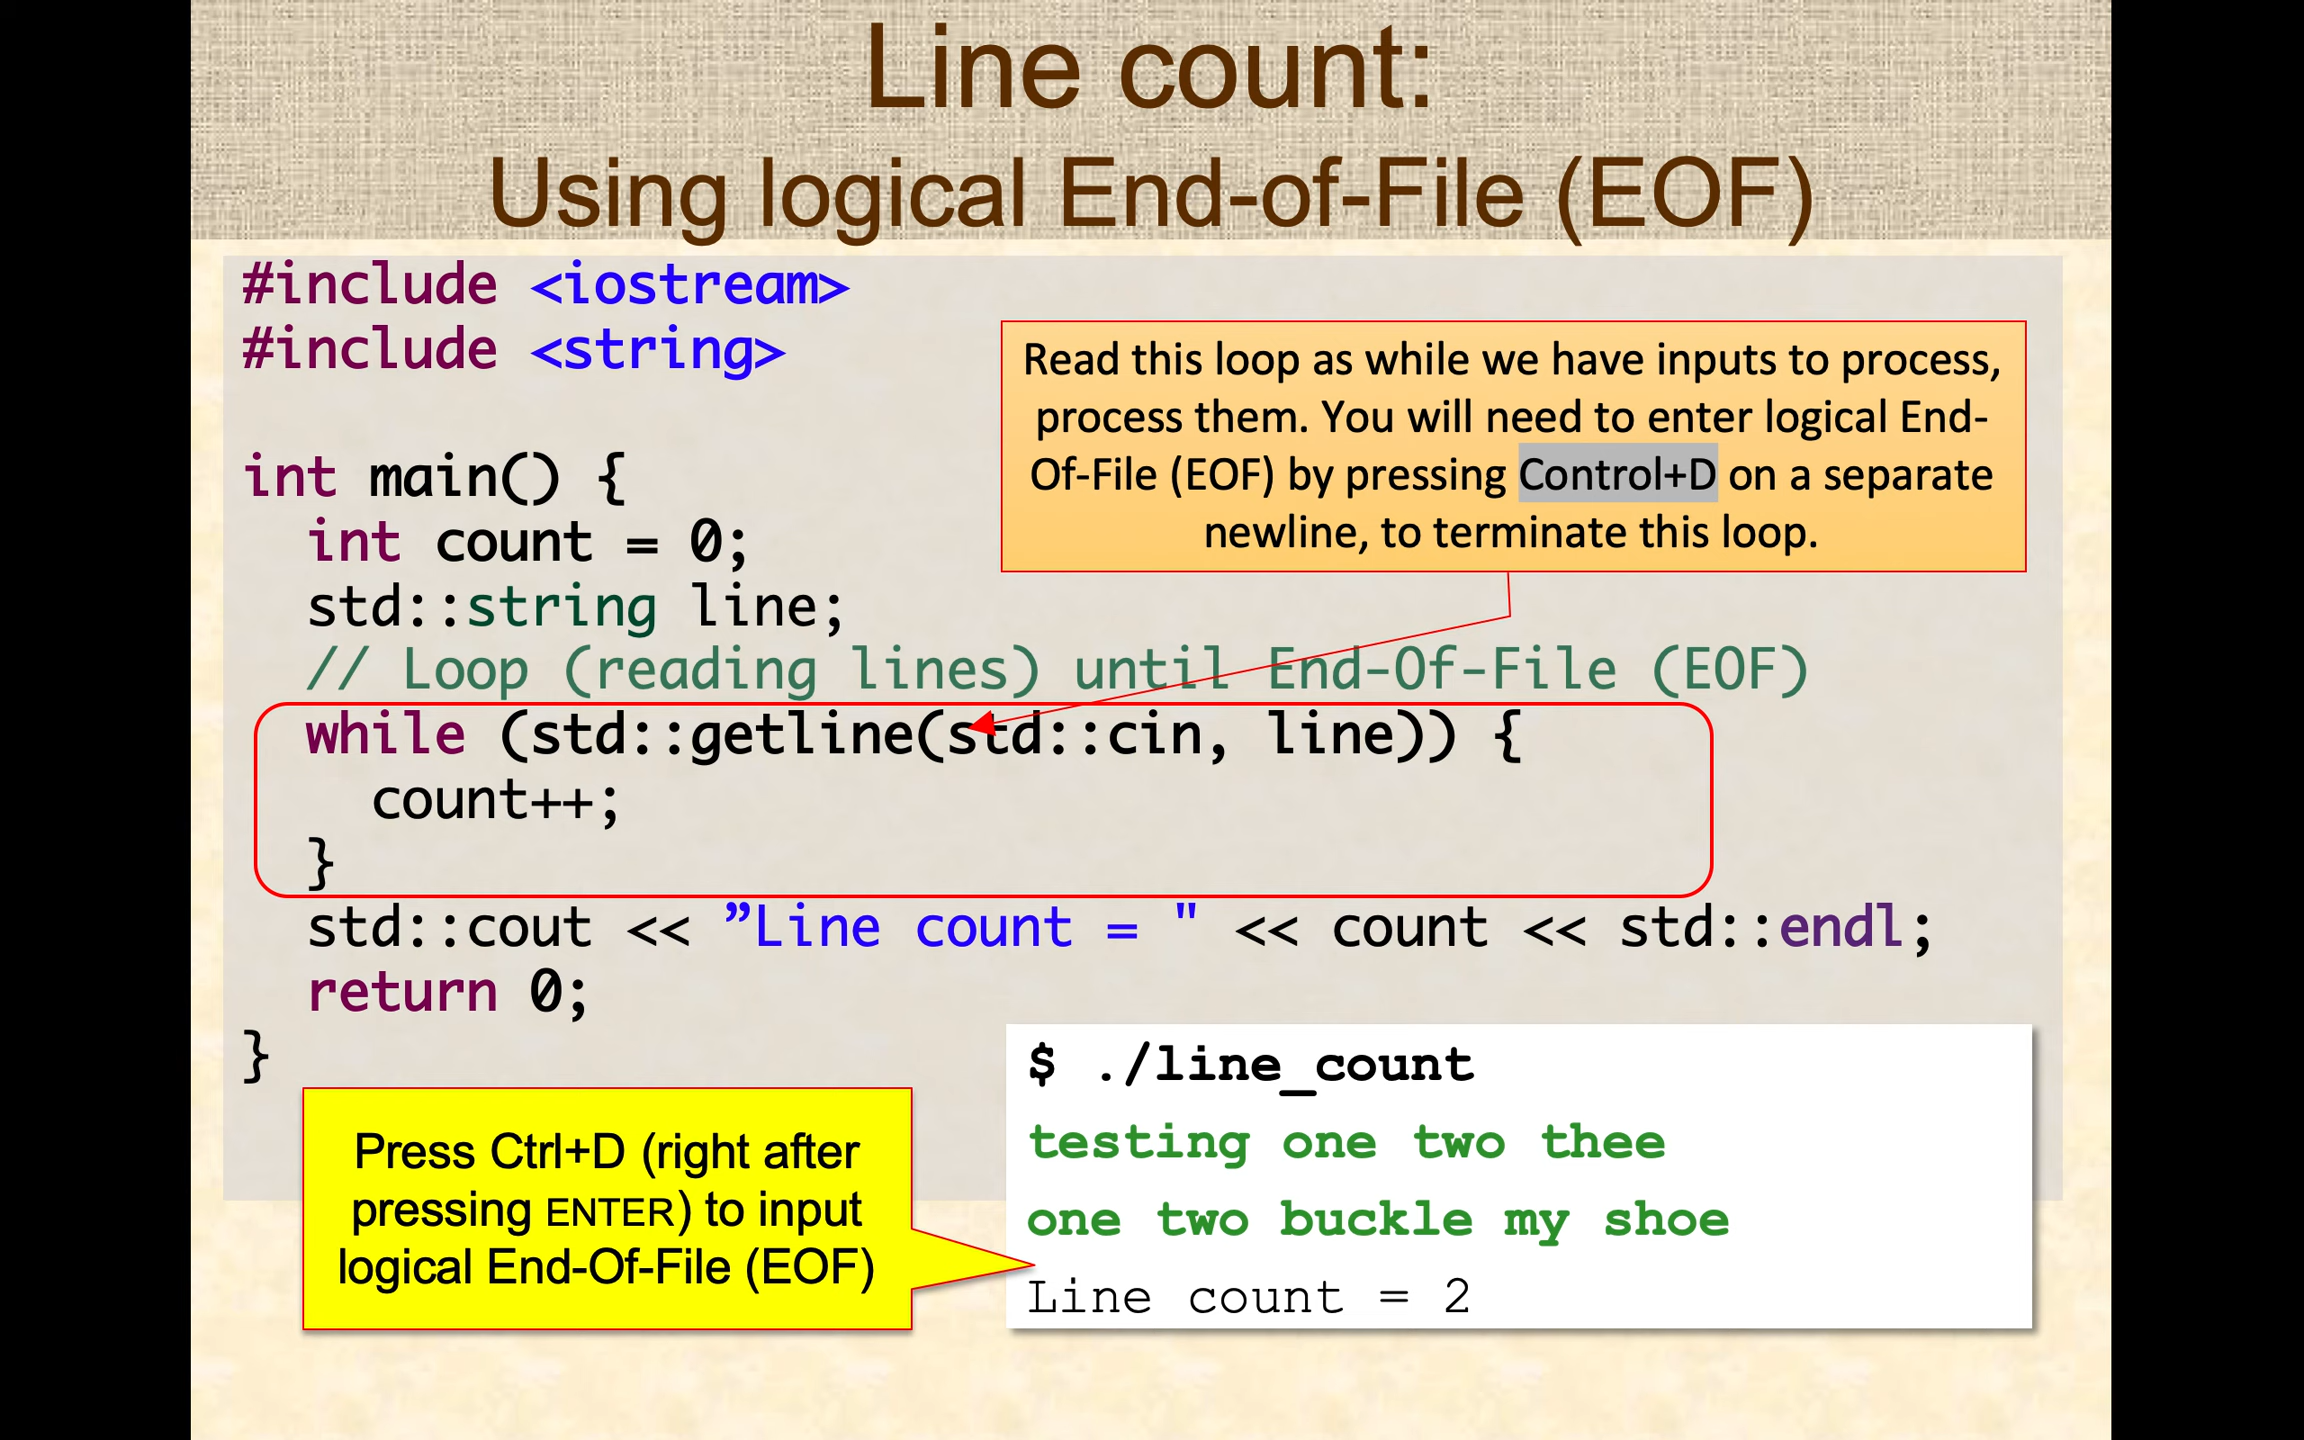 Line count:
Using logical End-of-File (EOF)
#include <iostream>
#include <string>
int main() {
int count = 0;
std::string line;
// Loop (reading lines) until End-Of-File (EOF)
while (std::getline(std::cin, line)) {
count++;
}
std::cout << ”Line count = " << count << std::endl;
return 0;
}
Read this loop as while we have inputs to process,
process them. You will need to enter logical End-
Of-File (EOF) by pressing Control+D on a separate
newline, to terminate this loop.
Press Ctrl+D (right after
pressing ENTER) to input
logical End-Of-File (EOF)
$ ./line_count
testing one two thee
one two buckle my shoe
Line count = 2